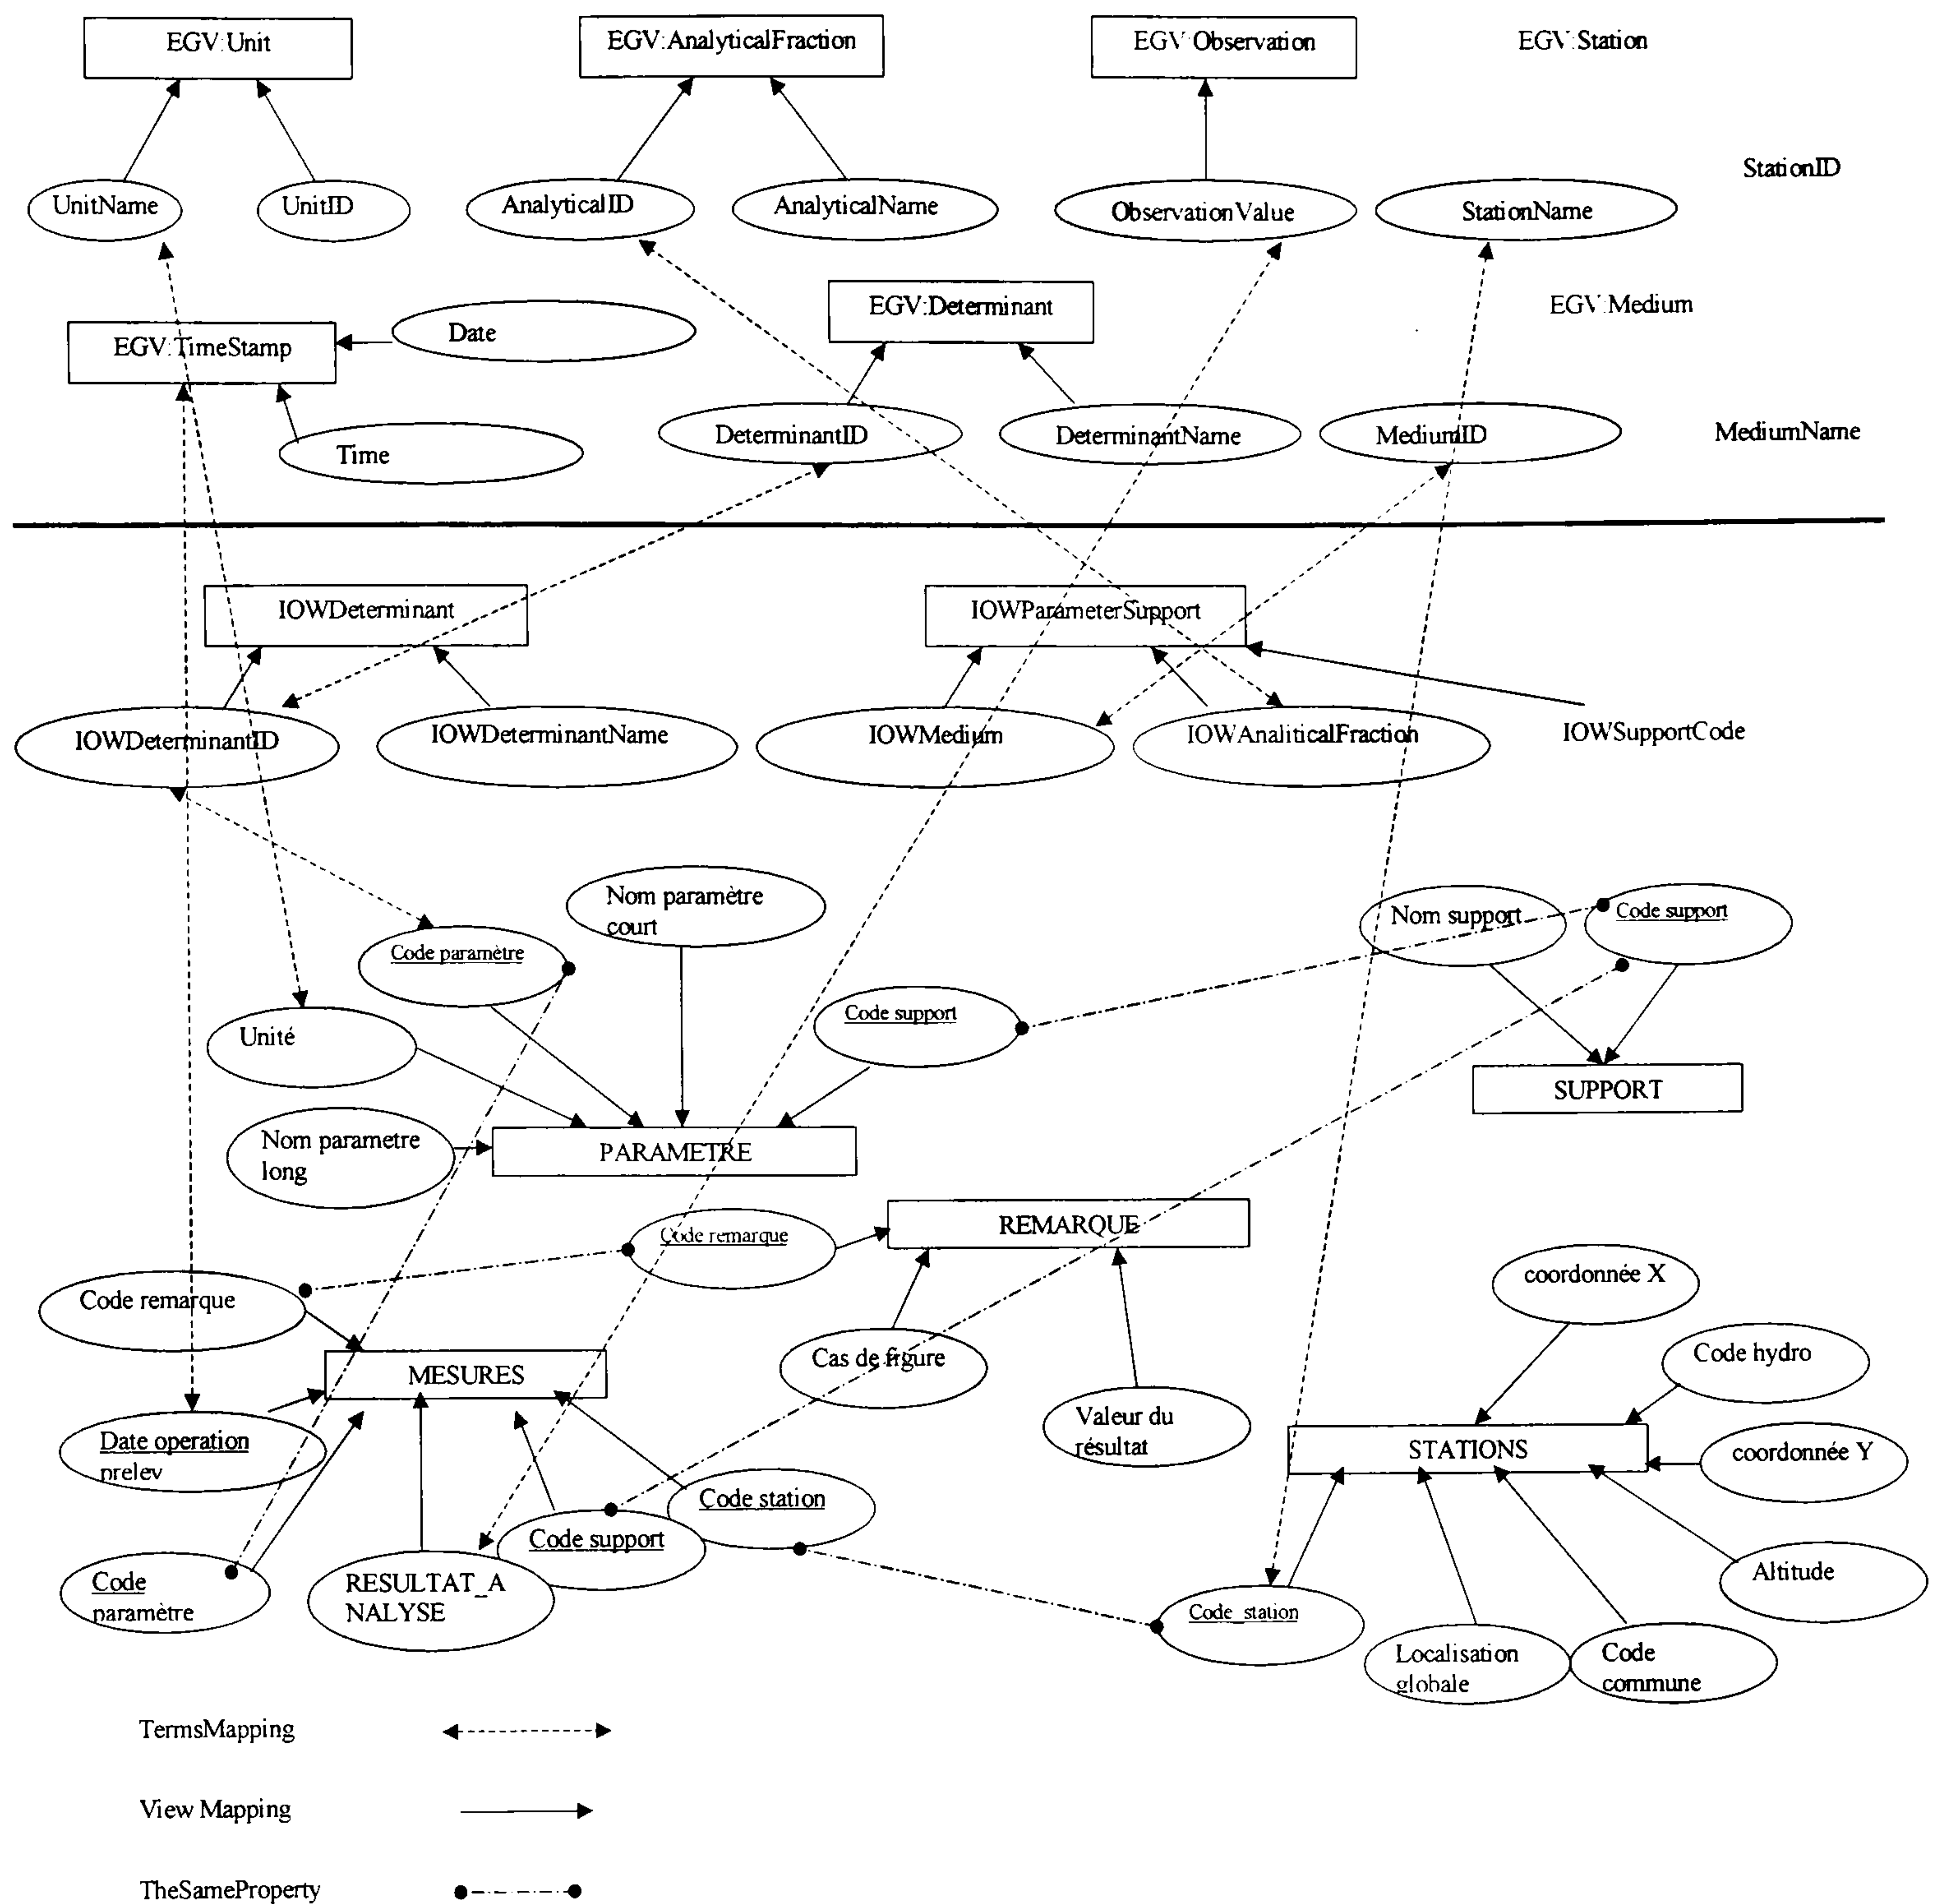 EGV:Unit
EGV:AnalyticalFraction
EGV:Observation
EGV:Station
StationID
UnitName
UnitID
AnalyticalID
AnalyticalName
ObservationValue
StationName
EGV:TimeStamp
Date
EGV:Determinant
EGV:Medium
Time
DeterminantID
DeterminantName
MediumID
MediumName
IOWDeterminant
IOWParameterSupport
IOWDeterminantID
IOWDeterminantName
IOWMedium
IOWAnaliticalFraction
IOWSupportCode
Nom paramètre
court
Nom support
Code support
Code paramètre
Code support
Unité
SUPPORT
Nom parametre
long
PARAMETRE
Code remarque
REMARQUE
Code remarque
coordonnée X
Cas de figure
Code hydro
MESURES
Valeur du
résultat
STATIONS
coordonnée Y
Date operation
prelev
Code station
Code support
Code
paramètre
RESULTAT_A
NALYSE
Altitude
Code_station
Localisation
globale
Code
commune
TermsMapping
View Mapping
TheSameProperty